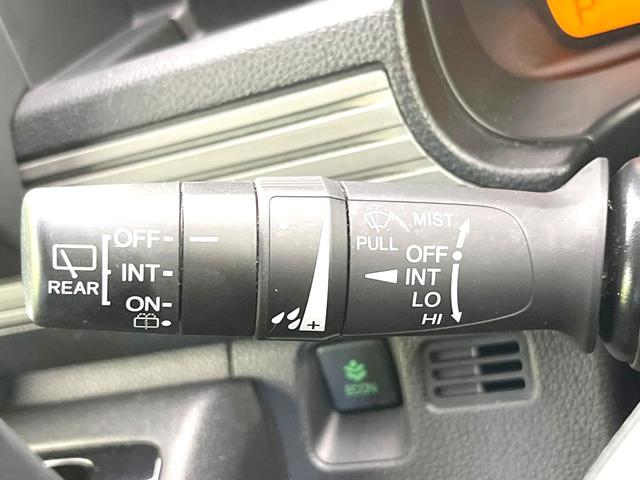 P
OFF-
INT-
ON-
REAR
- +
MIST
PULL
OFF
INT
LO
HI
ECON